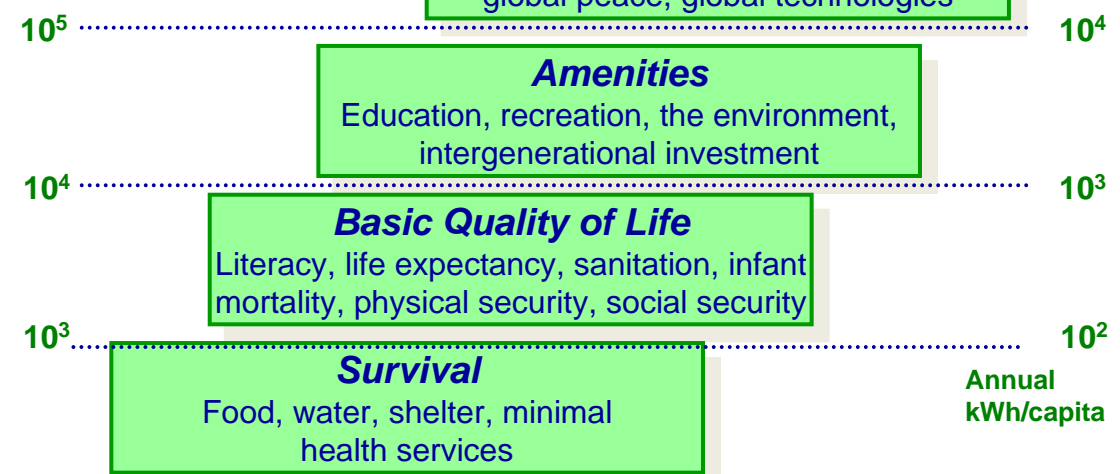 global peace, global technologies
10⁵
10⁴
Amenities
Education, recreation, the environment,
intergenerational investment
10⁴
10³
Basic Quality of Life
Literacy, life expectancy, sanitation, infant
mortality, physical security, social security
10³
10²
Survival
Food, water, shelter, minimal
health services
Annual
kWh/capita